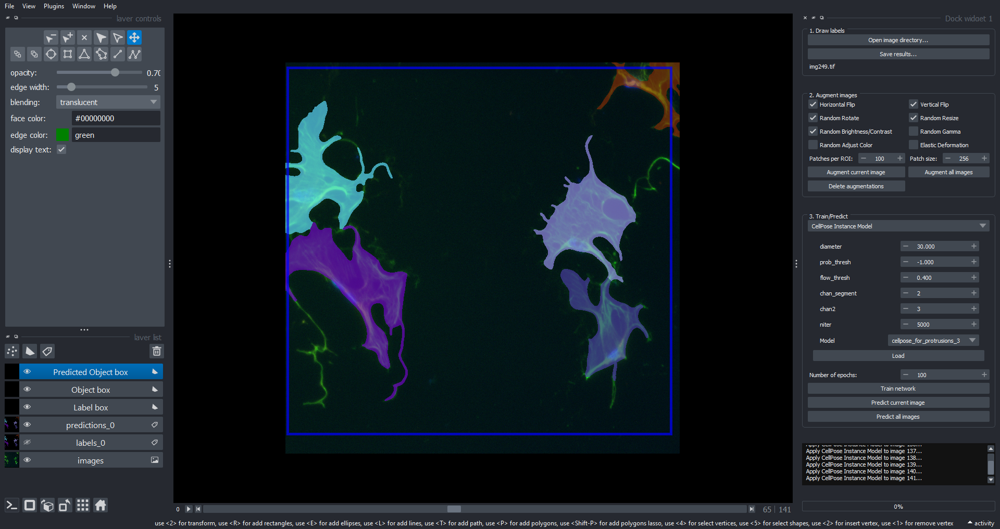 File View Plugins Window Help
layer controls
opacity: 0.70
edge width: 5
blending: translucent
face color: #00000000
edge color: green
display text:
layer list
Predicted Object box
Object box
Label box
predictions_0
labels_0
images
0 65 141
Dock widget 1
1. Draw labels
Open image directory...
Save results...
img249.tif
2. Augment images
Horizontal Flip Vertical Flip
Random Rotate Random Resize
Random Brightness/Contrast Random Gamma
Random Adjust Color Elastic Deformation
Patches per ROI: 100 Patch size: 256
Augment current image Augment all images
Delete augmentations
3. Train/Predict
CellPose Instance Model
diameter 30.000
prob_thresh -1.000
flow_thresh 0.400
chan_segment 2
chan2 3
niter 5000
Model cellpose_for_protrusions_3
Load
Number of epochs: 100
Train network
Predict current image
Predict all images
Apply CellPose Instance Model to image 137...
Apply CellPose Instance Model to image 138...
Apply CellPose Instance Model to image 139...
Apply CellPose Instance Model to image 140...
Apply CellPose Instance Model to image 141...
0%
use <2> for transform, use <R> for add rectangles, use <E> for add ellipses, use <L> for add lines, use <T> for add path, use <P> for add polygons, use <Shift-P> for add polygons lasso, use <4> for select vertices, use <5> for select shapes, use <2> for insert vertex, use <1> for remove vertex activity